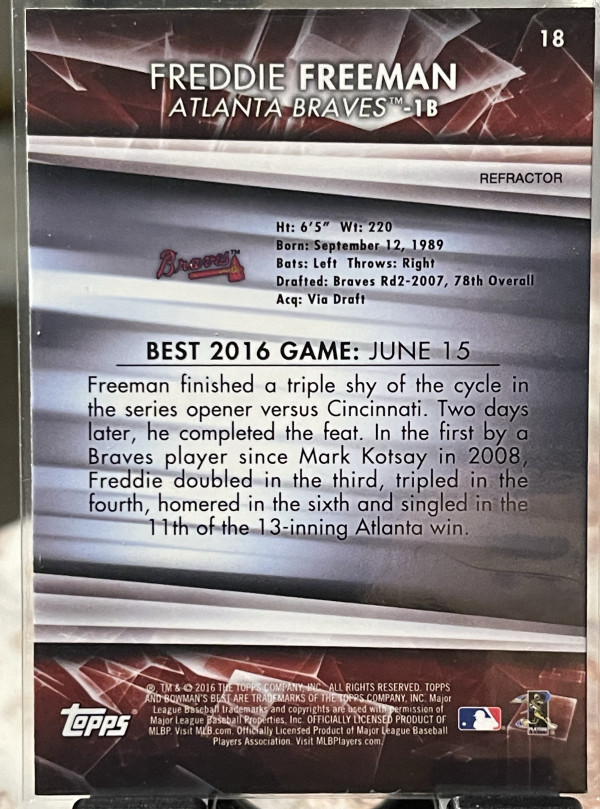 18
FREDDIE FREEMAN
ATLANTA BRAVES™-1B
REFRACTOR
Ht: 6'5" Wt: 220
Born: September 12, 1989
Braves™
Bats: Left Throws: Right
Drafted: Braves Rd2-2007, 78th Overall
Acq: Via Draft
BEST 2016 GAME: JUNE 15
Freeman finished a triple shy of the cycle in
the series opener versus Cincinnati. Two days
later, he completed the feat. In the first by a
Braves player since Mark Kotsay in 2008,
Freddie doubled in the third, tripled in the
fourth, homered in the sixth and singled in the
11th of the 13-inning Atlanta win.
®, TM & © 2016 THE TOPPS COMPANY, INC. ALL RIGHTS RESERVED. TOPPS
AND BOWMAN'S BEST ARE TRADEMARKS OF THE TOPPS COMPANY, INC. Major
League Baseball trademarks and copyrights are used with permission of
Major League Baseball Properties, Inc. OFFICIALLY LICENSED PRODUCT OF
MLBP. Visit MLB.com. Officially Licensed Product of Major League Baseball
Players Association. Visit MLBPlayers.com.
Topps®